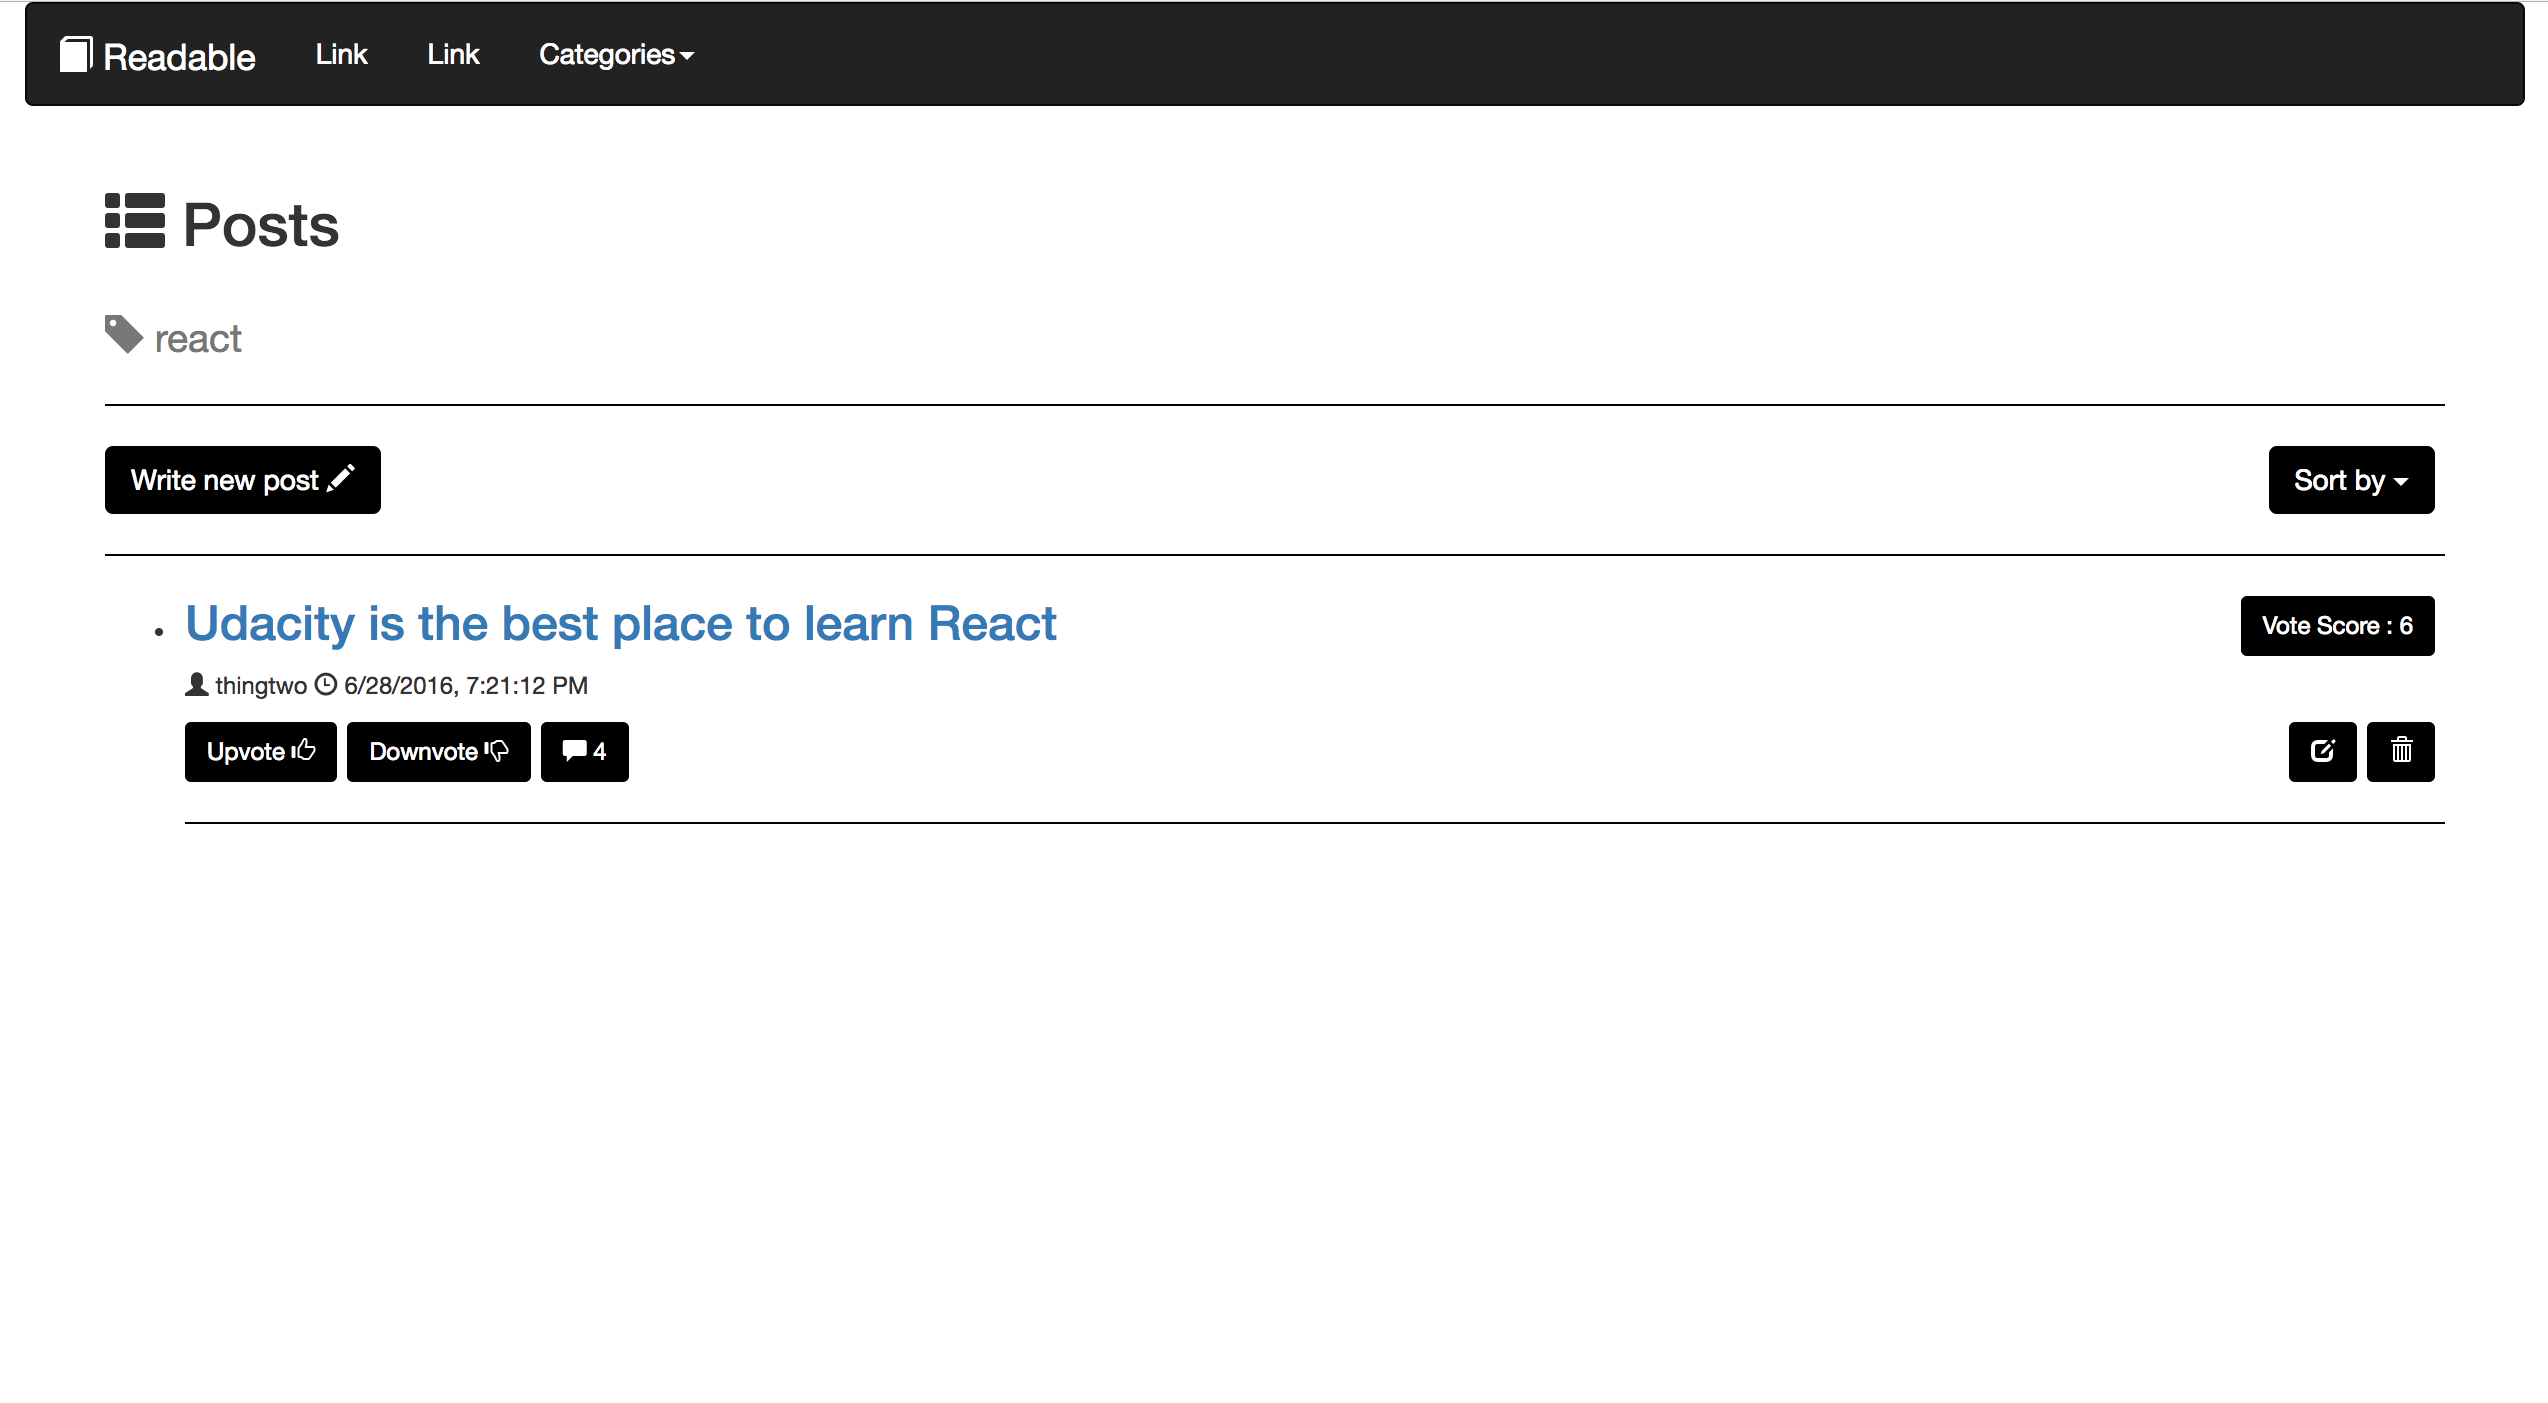 Readable Link Link Categories
Posts
react
Write new post Sort by
Udacity is the best place to learn React Vote Score : 6
thingtwo 6/28/2016, 7:21:12 PM
Upvote Downvote 4